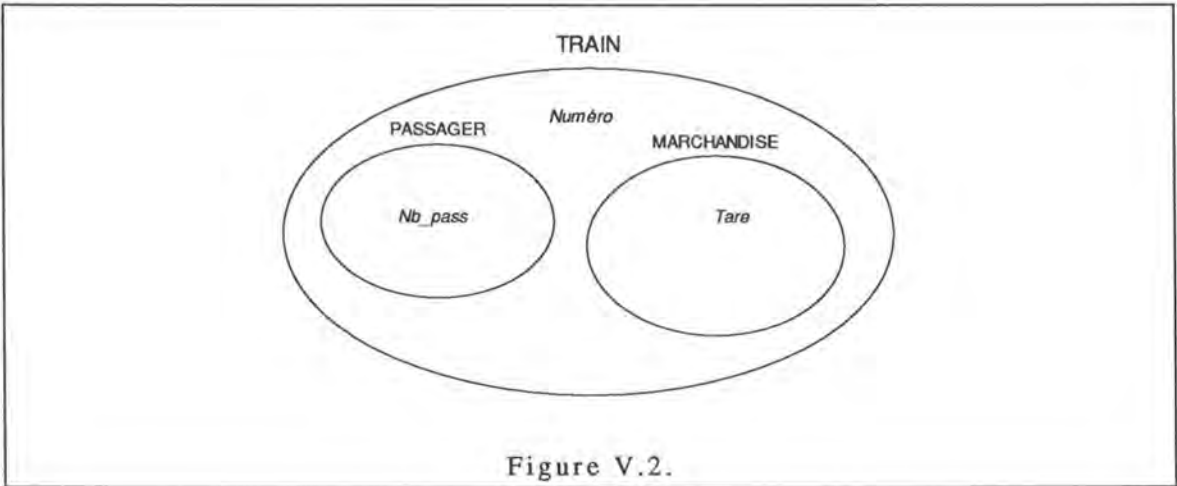 TRAIN
Numéro
PASSAGER
MARCHANDISE
Nb_pass
Tare
Figure V.2.